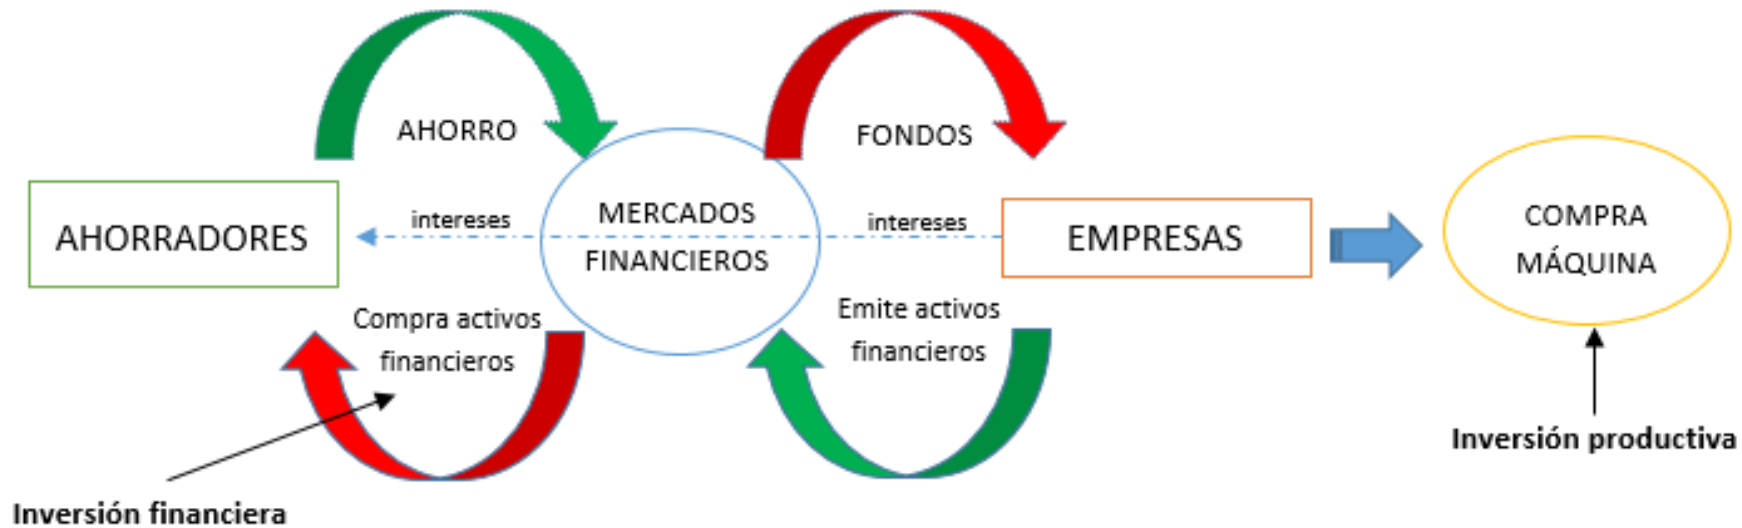 AHORRO
FONDOS
AHORRADORES
intereses
MERCADOS
FINANCIEROS
intereses
EMPRESAS
COMPRA
MÁQUINA
Compra activos
financieros
Emite activos
financieros
Inversión financiera
Inversión productiva